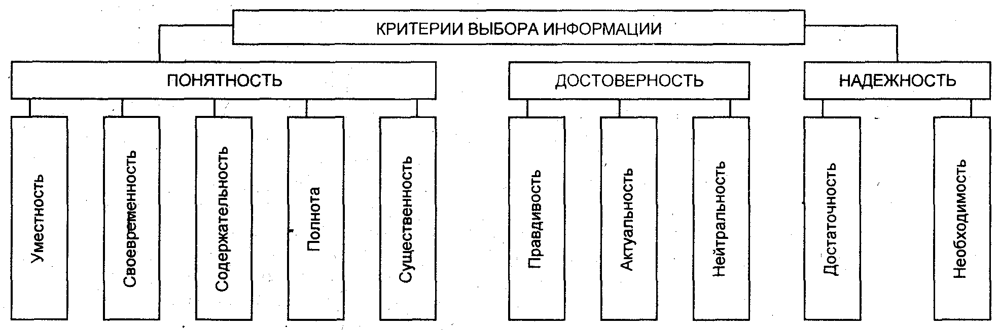 КРИТЕРИИ ВЫБОРА ИНФОРМАЦИИ
ПОНЯТНОСТЬ
ДОСТОВЕРНОСТЬ
НАДЕЖНОСТЬ
Уместность
Своевременность
Содержательность
Полнота
Существенность
Правдивость
Актуальность
Нейтральность
Достаточность
Необходимость